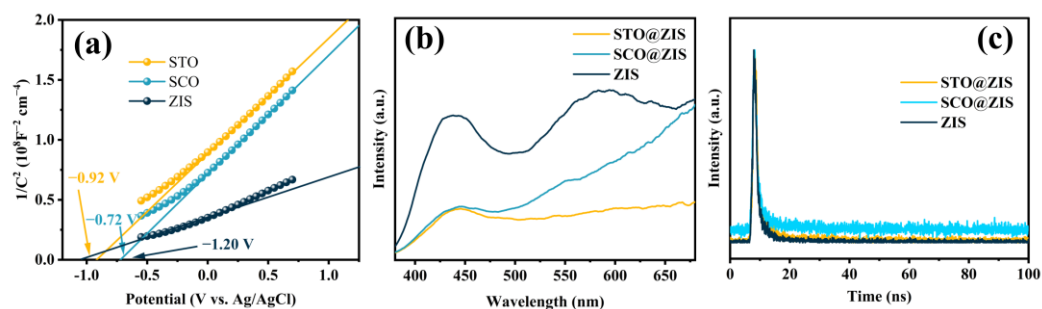 (a)
STO
SCO
ZIS
−0.92 V
−0.72 V
−1.20 V
1/C² (10⁸F⁻² cm⁻⁴)
2.0
1.5
1.0
0.5
0.0
-1.0 -0.5 0.0 0.5 1.0
Potential (V vs. Ag/AgCl)
(b)
STO@ZIS
SCO@ZIS
ZIS
Intensity (a.u.)
400 450 500 550 600 650
Wavelength (nm)
(c)
STO@ZIS
SCO@ZIS
ZIS
Intensity (a.u.)
0 20 40 60 80 100
Time (ns)